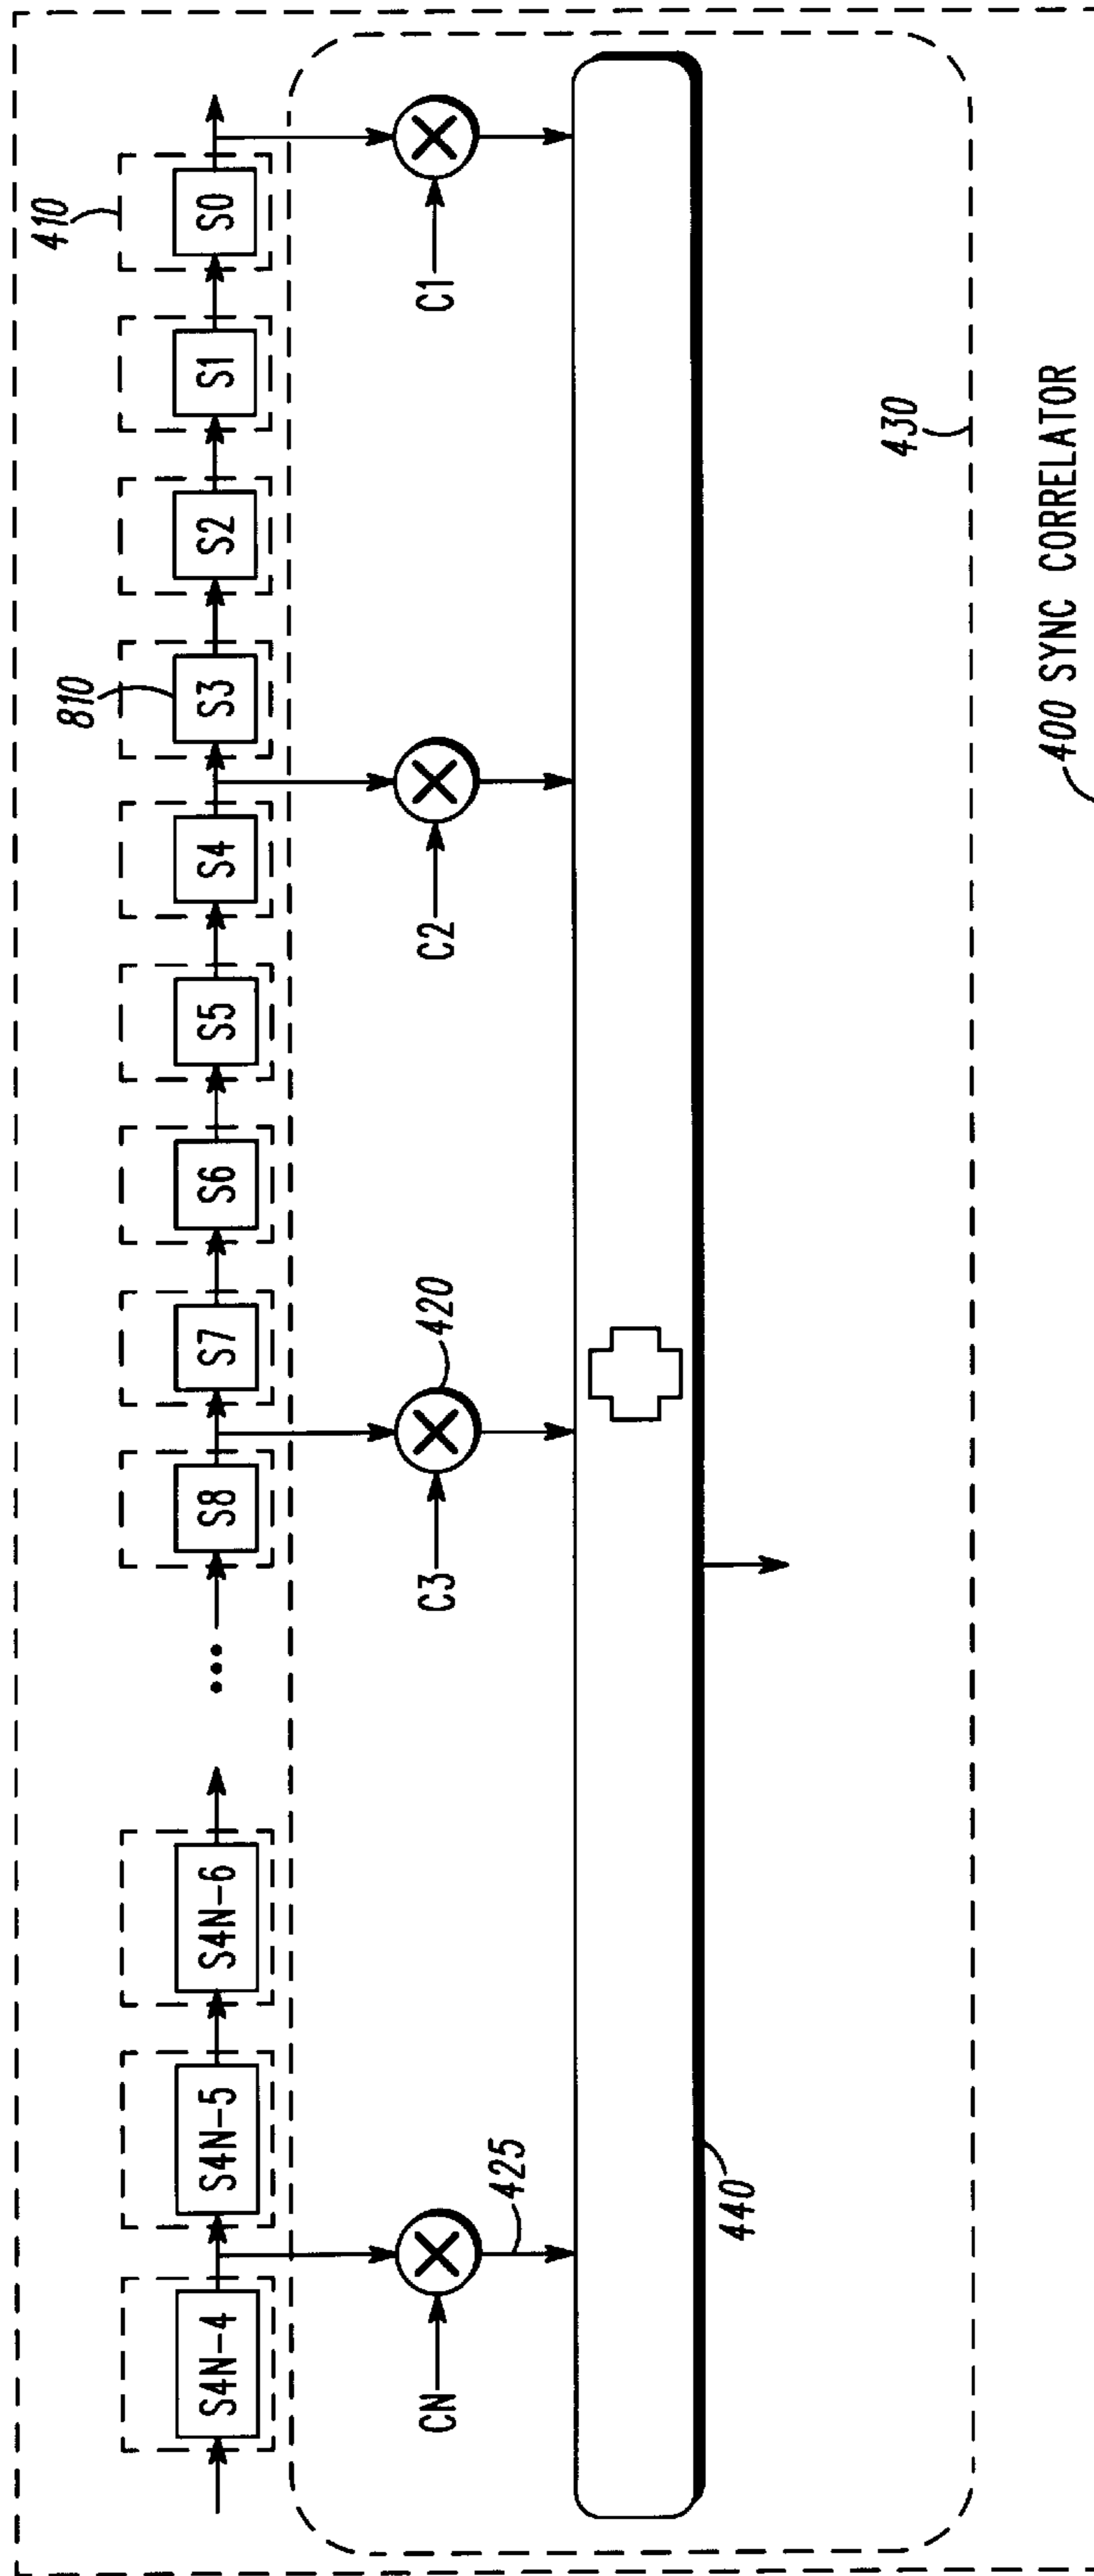 410
810
S4N-4
S4N-5
S4N-6
...
S8
S7
S6
S5
S4
S3
S2
S1
S0
420
CN
C3
C2
C1
425
440
430
400 SYNC CORRELATOR